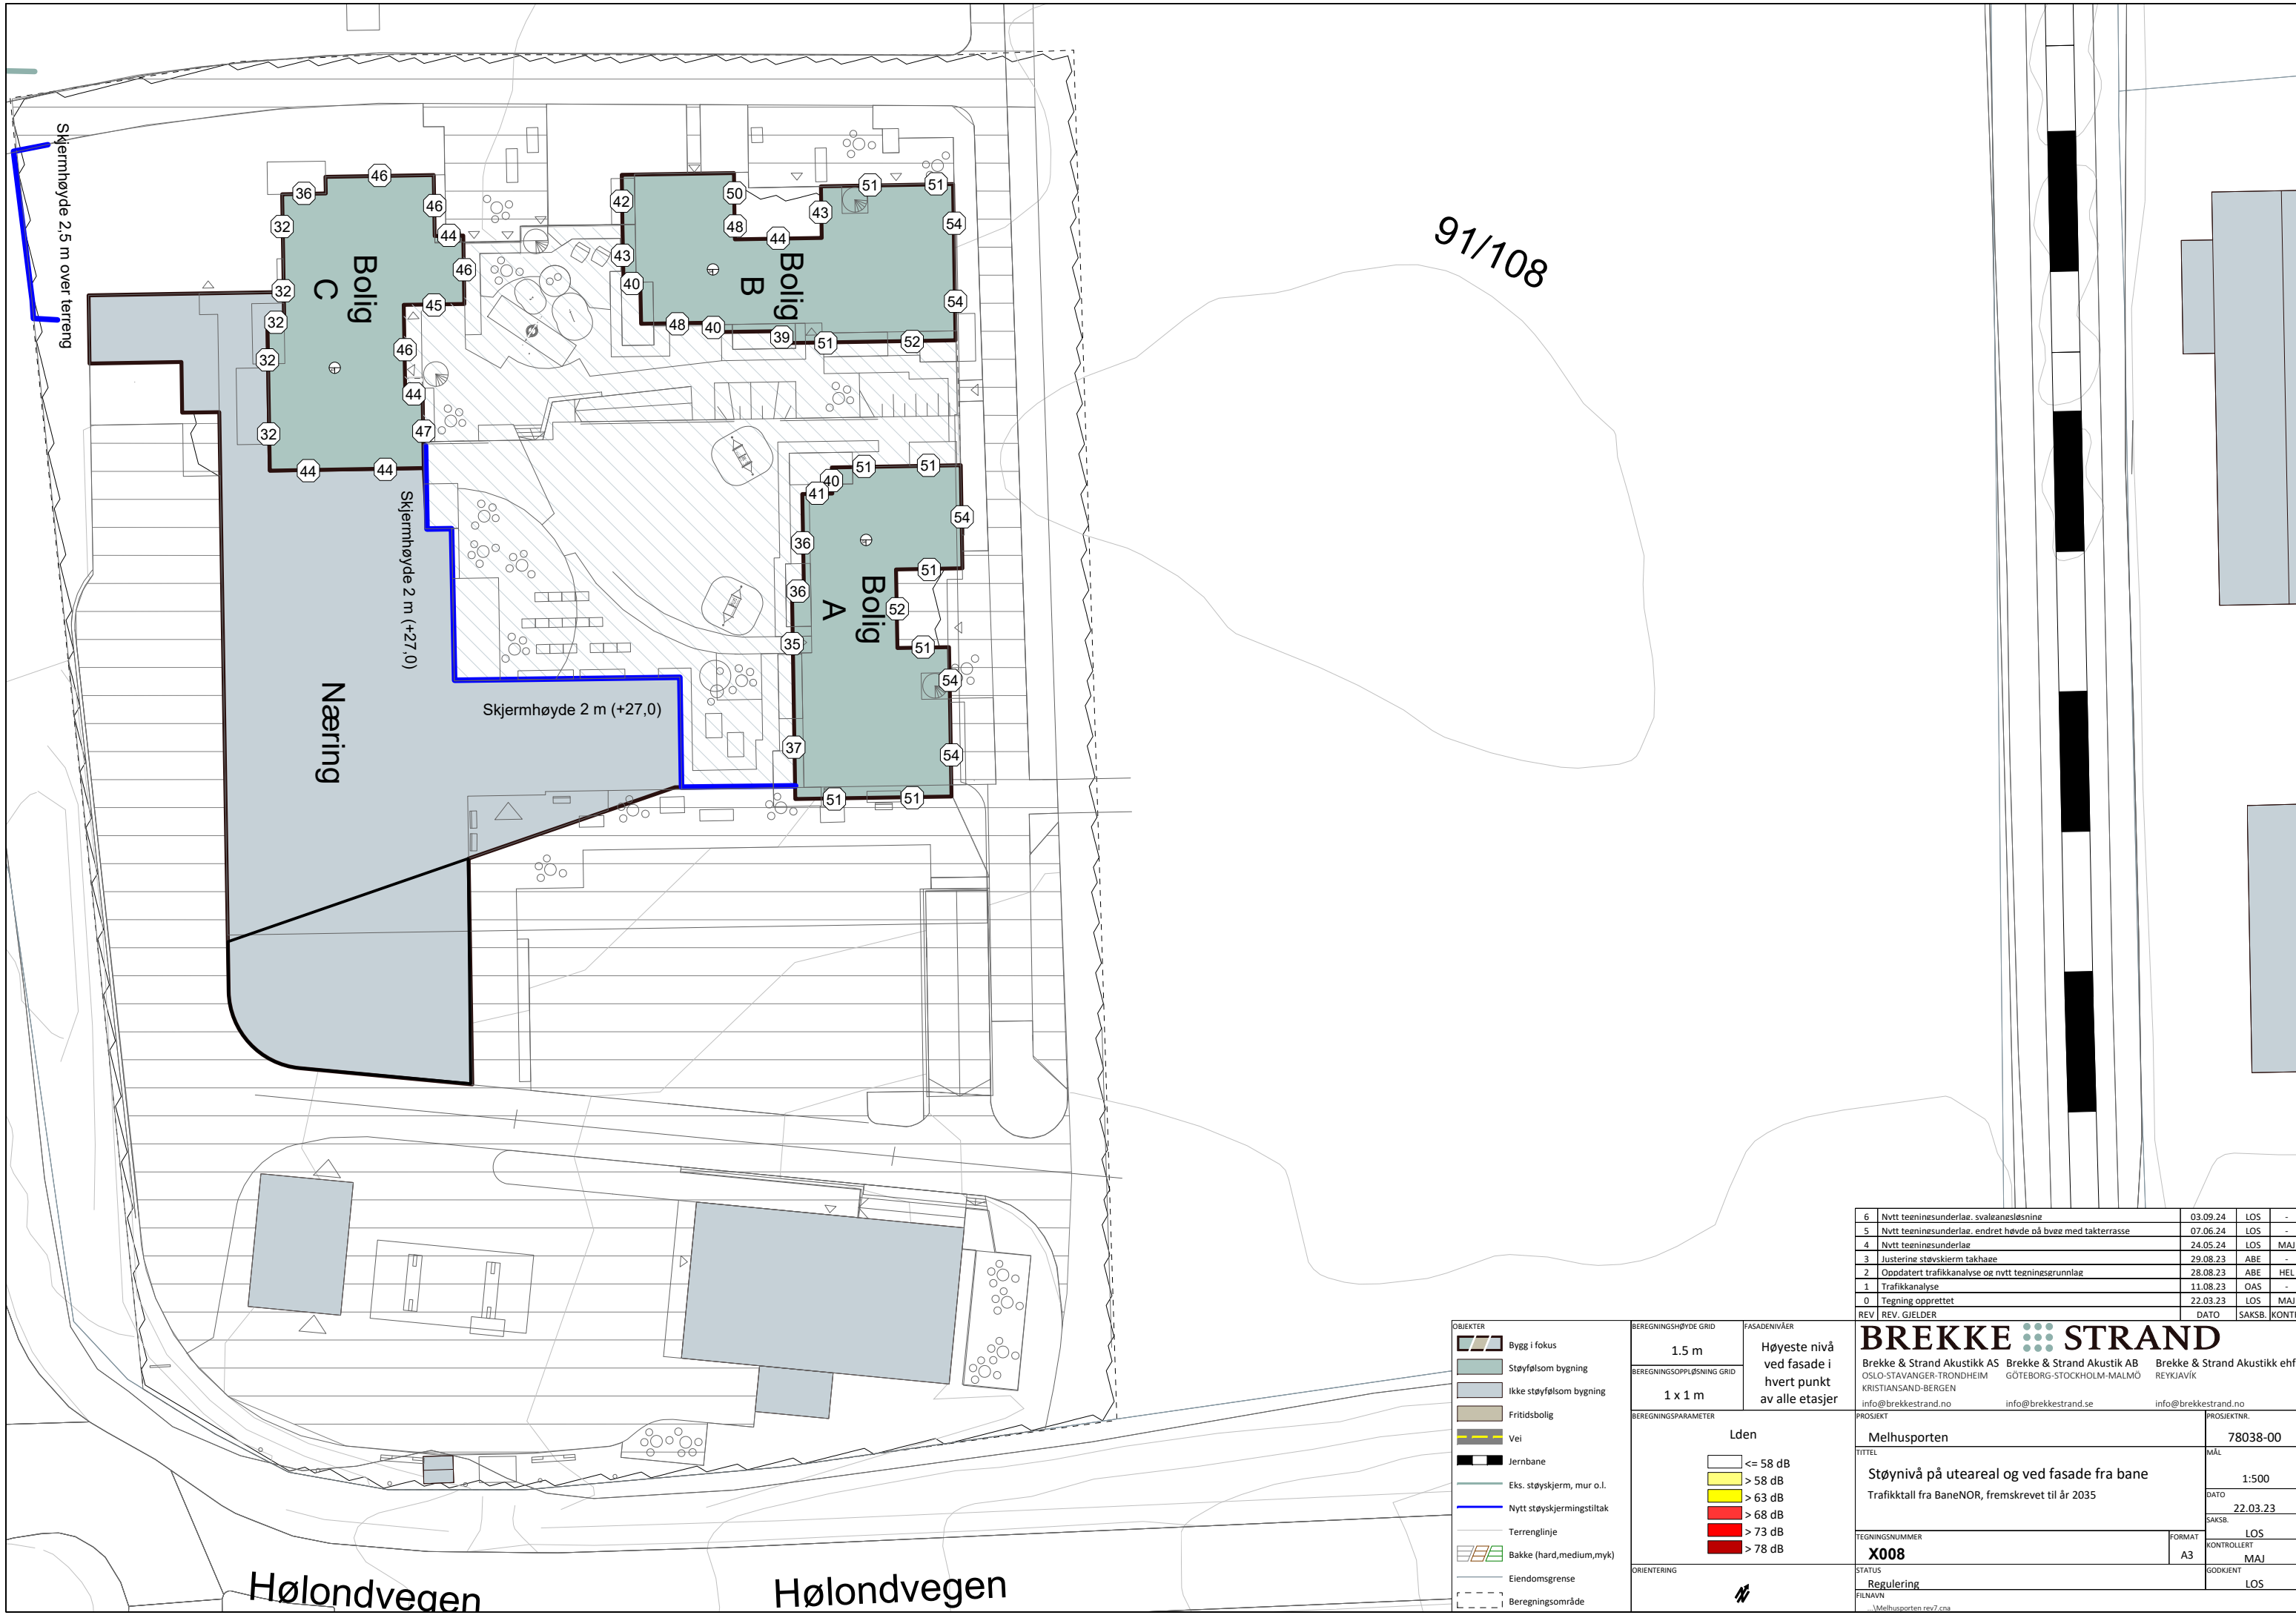 Skjermhøyde 2,5 m over terreng
46
36
46
32
44
46
32
45
32
46
32
44
47
32
44
44
Bolig
C
42
50
51
51
43
54
48
44
43
40
54
48
40
39
51
52
Bolig
B
91/108
51
51
40
41
54
36
51
36
52
35
51
54
37
54
51
51
Bolig
A
Skjermhøyde 2 m (+27,0)
Skjermhøyde 2 m (+27,0)
Næring
Hølondvegen
Hølondvegen
6 Nytt tegningsunderlag, svalgangsløsning 03.09.24 LOS -
5 Nytt tegningsunderlag, endret høyde på bygg med takterrasse 07.06.24 LOS -
4 Nytt tegningsunderlag 24.05.24 LOS MAJ
3 Justering støyskjerm takhage 29.08.23 ABE -
2 Oppdatert trafikkanalyse og nytt tegningsgrunnlag 28.08.23 ABE HEL
1 Trafikkanalyse 11.08.23 OAS -
0 Tegning opprettet 22.03.23 LOS MAJ
REV REV. GJELDER DATO SAKSB. KONTR
OBJEKTER
Bygg i fokus
Støyfølsom bygning
Ikke støyfølsom bygning
Fritidsbolig
Vei
Jernbane
Eks. støyskjerm, mur o.l.
Nytt støyskjermingstiltak
Terrenglinje
Bakke (hard,medium,myk)
Eiendomsgrense
Beregningsområde
BEREGNINGSHØYDE GRID
1.5 m
BEREGNINGSOPPLØSNING GRID
1 x 1 m
FASADENIVÅER
Høyeste nivå
ved fasade i
hvert punkt
av alle etasjer
BEREGNINGSPARAMETER
Lden
<= 58 dB
> 58 dB
> 63 dB
> 68 dB
> 73 dB
> 78 dB
ORIENTERING
N
BREKKE STRAND
Brekke & Strand Akustikk AS Brekke & Strand Akustik AB Brekke & Strand Akustikk ehf
OSLO-STAVANGER-TRONDHEIM GÖTEBORG-STOCKHOLM-MALMÖ REYKJAVÍK
KRISTIANSAND-BERGEN
info@brekkestrand.no info@brekkestrand.se info@brekkestrand.no
PROSJEKT
Melhusporten
PROSJEKTNR.
78038-00
TITTEL
Støynivå på uteareal og ved fasade fra bane
Trafikktall fra BaneNOR, fremskrevet til år 2035
MÅL
1:500
DATO
22.03.23
SAKSB.
LOS
TEGNINGSNUMMER
X008
FORMAT
A3
KONTROLLERT
MAJ
STATUS
Regulering
GODKJENT
LOS
FILNAVN
...\Melhusporten rev7.cna